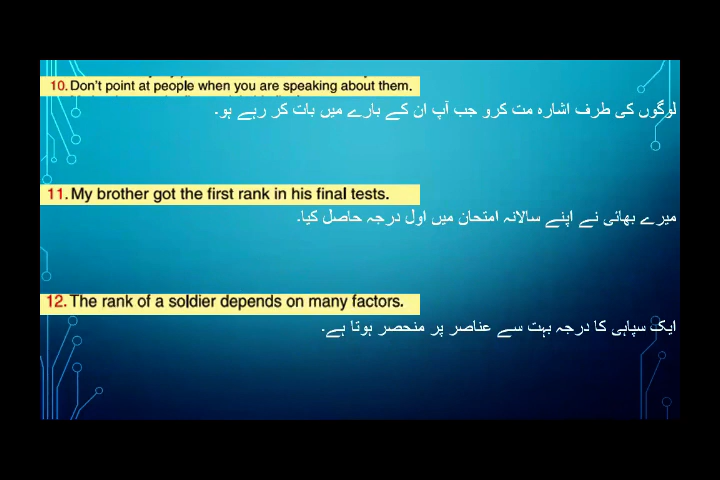 10. Don't point at people when you are speaking about them.
لوگوں کی طرف اشارہ مت کرو جب آپ ان کے بارے میں بات کر رہے ہو۔
11. My brother got the first rank in his final tests.
میرے بھائی نے اپنے سالانہ امتحان میں اول درجہ حاصل کیا۔
12. The rank of a soldier depends on many factors.
ایک سپاہی کا درجہ بہت سے عناصر پر منحصر ہوتا ہے۔